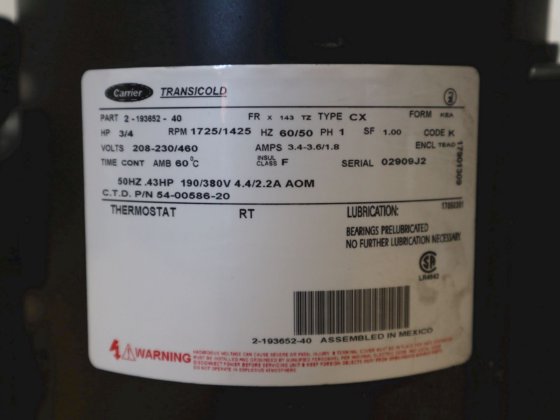 Carrier TRANSICOLD
2
PART 2-193652-40 FR X 143 TZ TYPE CX FORM KEA
HP 3/4 RPM 1725/1425 HZ 60/50 PH 1 SF 1.00 CODE K
VOLTS 208-230/460 AMPS 3.4-3.6/1.8 ENCL TEAO
TIME CONT AMB 60°C INSUL CLASS F SERIAL 02909J2
17901309
50HZ .43HP 190/380V 4.4/2.2A AOM
C.T.D. P/N 54-00586-20
THERMOSTAT RT LUBRICATION:
BEARINGS PRELUBRICATED
NO FURTHER LUBRICATION NECESSARY
2-193652-40 ASSEMBLED IN MEXICO
WARNING